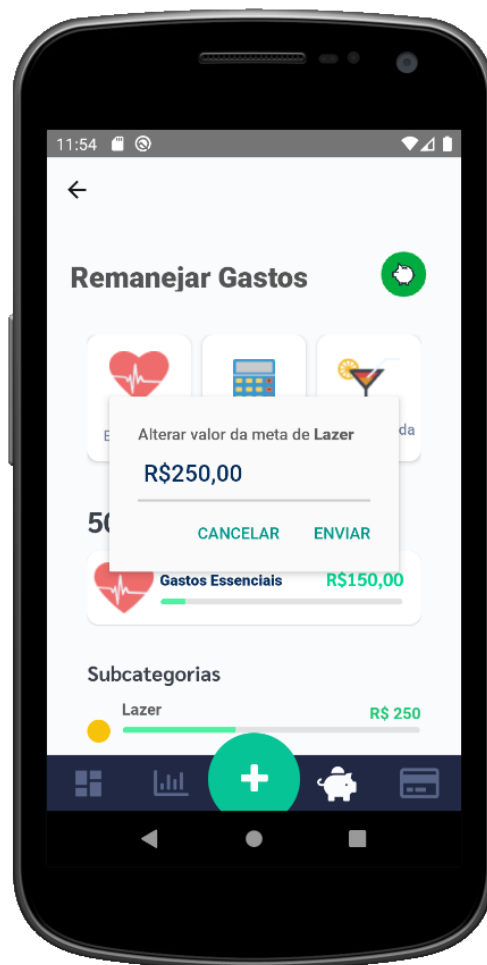 11:54
Remanejar Gastos
E
da
Alterar valor da meta de Lazer
R$250,00
CANCELAR ENVIAR
50
Gastos Essenciais R$150,00
Subcategorias
Lazer R$ 250